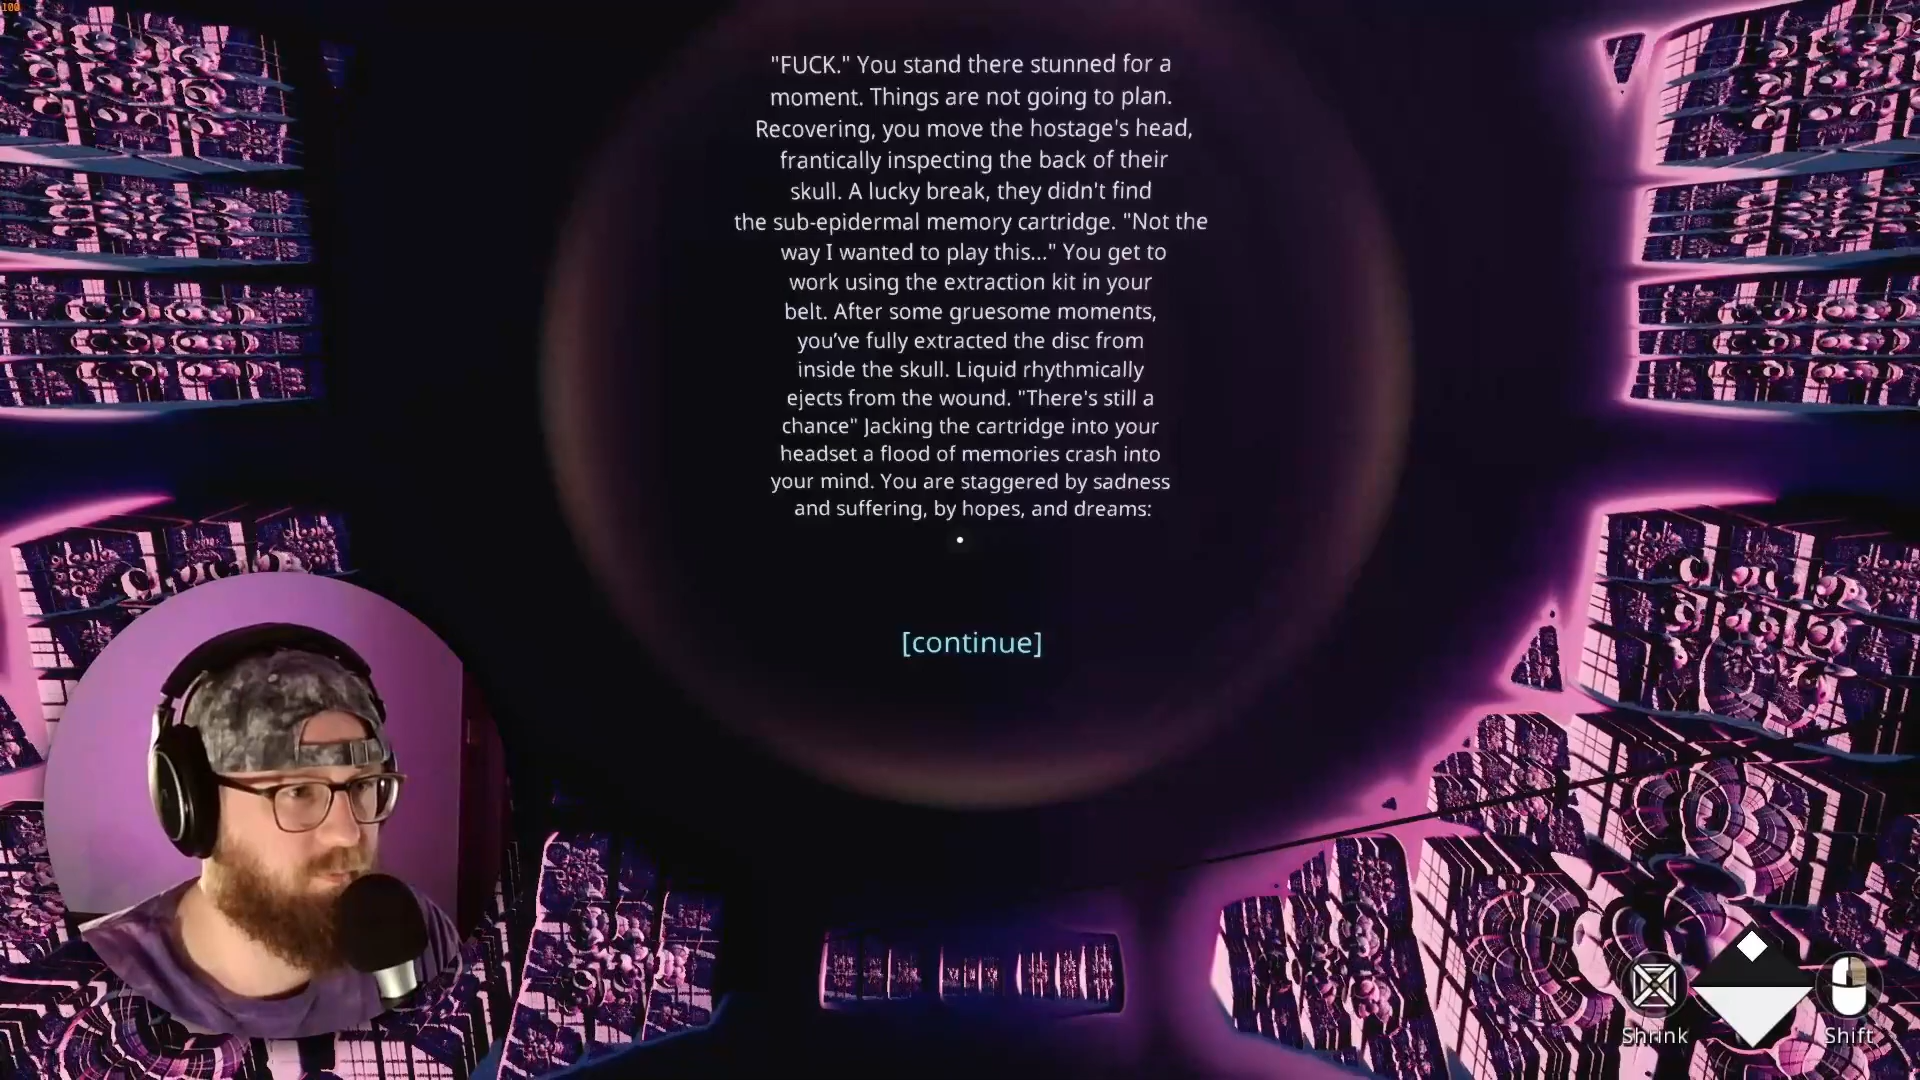 100
"FUCK." You stand there stunned for a
moment. Things are not going to plan.
Recovering, you move the hostage's head,
frantically inspecting the back of their
skull. A lucky break, they didn't find
the sub-epidermal memory cartridge. "Not the
way I wanted to play this..." You get to
work using the extraction kit in your
belt. After some gruesome moments,
you’ve fully extracted the disc from
inside the skull. Liquid rhythmically
ejects from the wound. "There's still a
chance" Jacking the cartridge into your
headset a flood of memories crash into
your mind. You are staggered by sadness
and suffering, by hopes, and dreams:
[continue]
Shrink
Shift